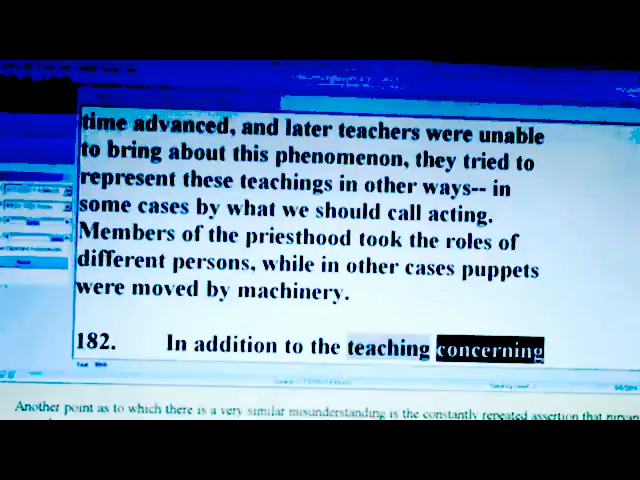 time advanced, and later teachers were unable
to bring about this phenomenon, they tried to
represent these teachings in other ways-- in
some cases by what we should call acting.
Members of the priesthood took the roles of
different persons, while in other cases puppets
were moved by machinery.
182. In addition to the teaching concerning
Another point as to which there is a very similar misunderstanding is the constantly repeated assertion that nirvan